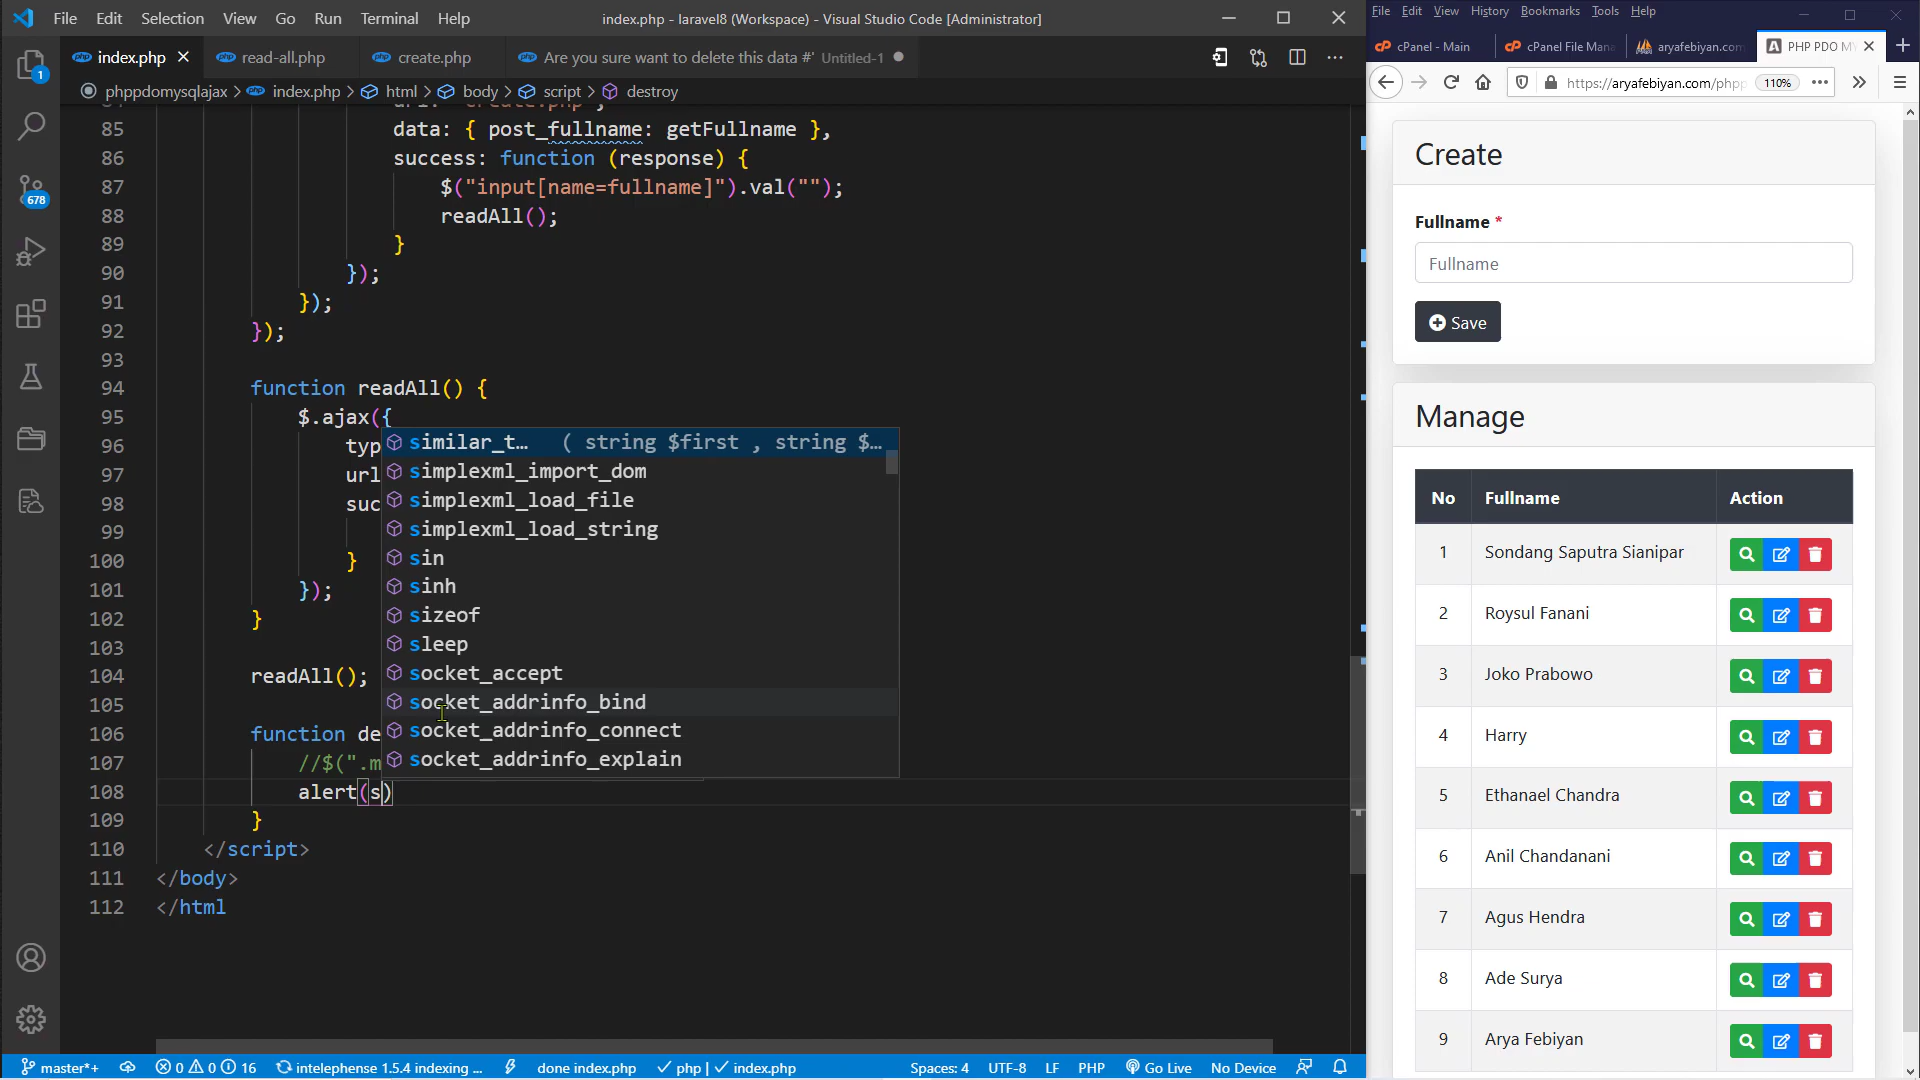 File Edit Selection View Go Run Terminal Help
index.php - laravel8 (Workspace) - Visual Studio Code [Administrator]
index.php
read-all.php
create.php
Are you sure want to delete this data #' Untitled-1
phppdomysqlajax > index.php > html > body > script > destroy
1
678
85 data: { post_fullname: getFullname },
86 success: function (response) {
87 $("input[name=fullname]").val("");
88 readAll();
89 }
90 });
91 });
92 });
93
94 function readAll() {
95 $.ajax({
96 typ
97 url
98 suc
99
100 }
101 });
102 }
103
104 readAll();
105
106 function de
107 //$(".m
108 alert(s)
109 }
110 </script>
111 </body>
112 </html
similar_t... ( string $first , string $...
simplexml_import_dom
simplexml_load_file
simplexml_load_string
sin
sinh
sizeof
sleep
socket_accept
socket_addrinfo_bind
socket_addrinfo_connect
socket_addrinfo_explain
master*+ 0 0 16 intelephense 1.5.4 indexing ... done index.php php | index.php Spaces: 4 UTF-8 LF PHP Go Live No Device
File Edit View History Bookmarks Tools Help
cPanel - Main
cPanel File Mana
aryafebiyan.com
PHP PDO MY
https://aryafebiyan.com/phpp 110%
Create
Fullname *
Fullname
Save
Manage
No Fullname Action
1 Sondang Saputra Sianipar
2 Roysul Fanani
3 Joko Prabowo
4 Harry
5 Ethanael Chandra
6 Anil Chandanani
7 Agus Hendra
8 Ade Surya
9 Arya Febiyan